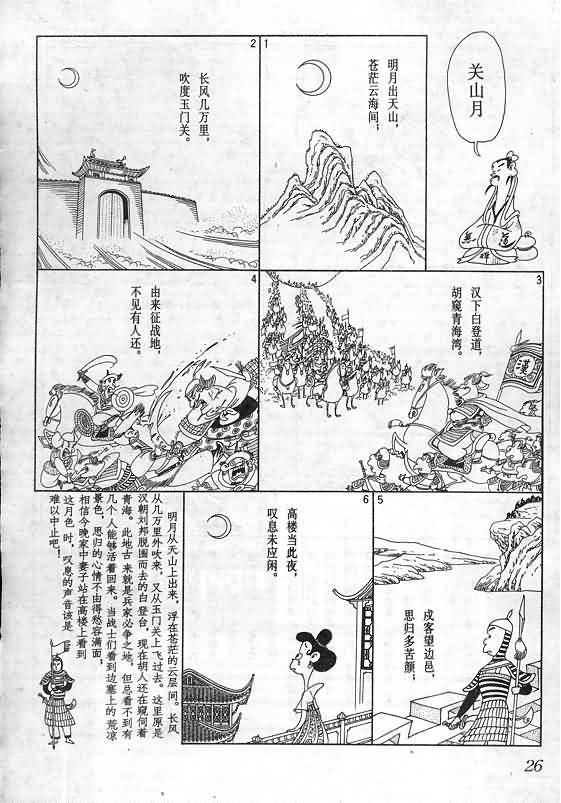 关山月
1
明月出天山，
苍茫云海间；
2
长风几万里，
吹度玉门关。
3
汉下白登道，
胡窥青海湾。
漢
4
由来征战地，
不见有人还。
5
戍客望边邑，
思归多苦颜；
6
高楼当此夜，
叹息未应闲。
明月从天山上出来，浮在苍茫的云层间。长风
从几万里外吹来，又从玉门关上飞过去。这里原是
汉朝刘邦脱围而去的白登台，现在胡人还在窥伺着
青海。此地古来就是兵家必争之地。但总看不到有
几个人能够活着回来。当战士们看到边塞上的荒凉
景色，思归的心情不由得愁容满面，
相信今晚家中妻子站在高楼上看到
这月色时，叹息的声音该是
难以中止吧！
26